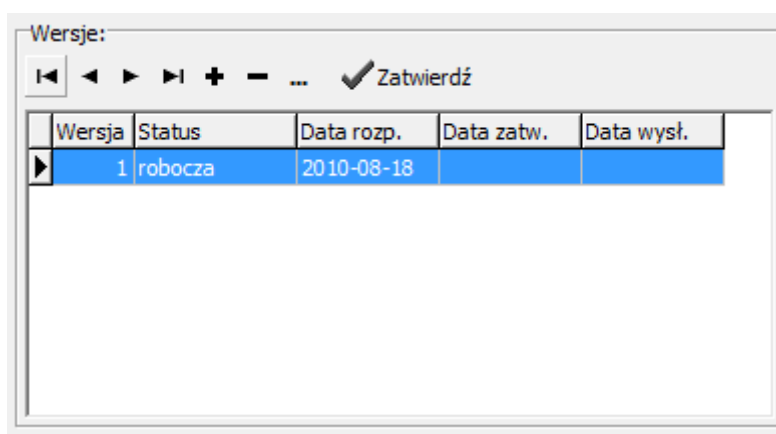 Wersje:
... Zatwierdź
Wersja Status Data rozp. Data zatw. Data wysł.
1 robocza 2010-08-18